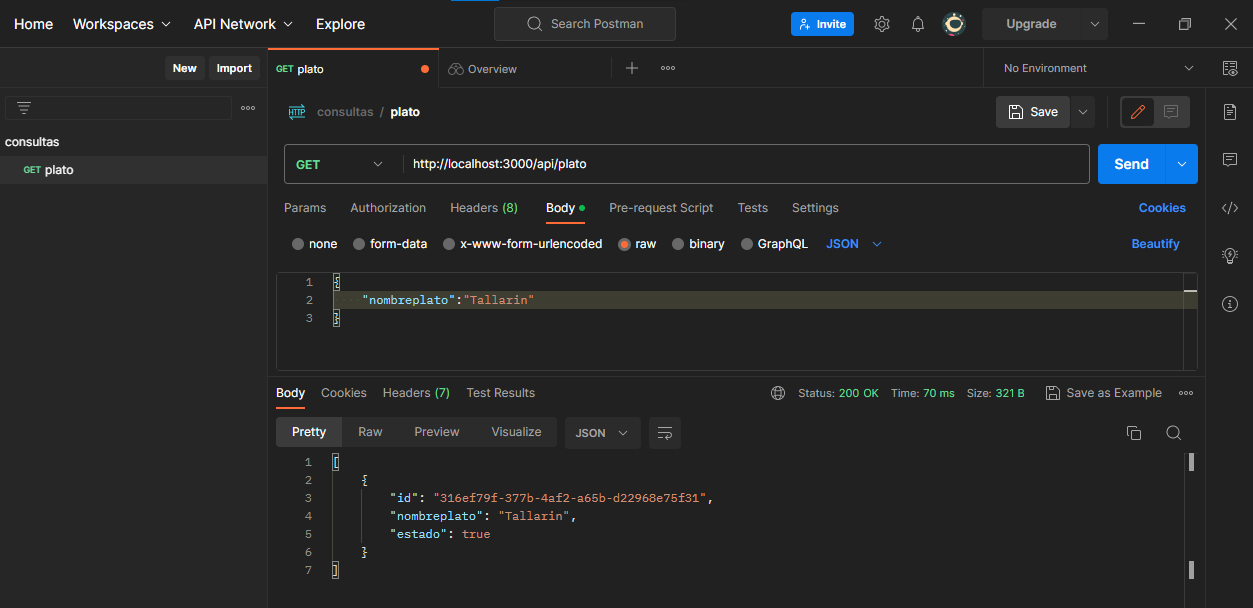 Home Workspaces API Network Explore Search Postman Invite Upgrade
New Import GET plato Overview No Environment
HTTP consultas / plato Save
consultas
GET plato
GET http://localhost:3000/api/plato Send
Params Authorization Headers (8) Body Pre-request Script Tests Settings Cookies
none form-data x-www-form-urlencoded raw binary GraphQL JSON Beautify
1 {
2 "nombreplato":"Tallarin"
3 }
Body Cookies Headers (7) Test Results Status: 200 OK Time: 70 ms Size: 321 B Save as Example
Pretty Raw Preview Visualize JSON
1 [
2 {
3 "id": "316ef79f-377b-4af2-a65b-d22968e75f31",
4 "nombreplato": "Tallarin",
5 "estado": true
6 }
7 ]